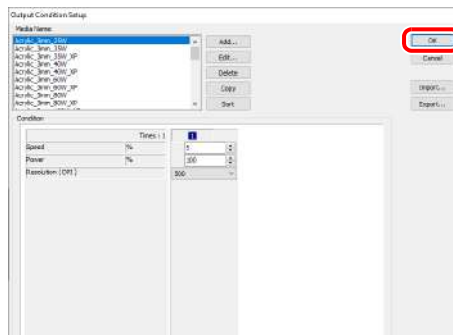 Output Condition Setup
Media Name:
Acrylic_3mm_35W
Acrylic_3mm_35W
Acrylic_3mm_35W_XP
Acrylic_3mm_40W
Acrylic_3mm_40W_XP
Acrylic_3mm_60W
Acrylic_3mm_60W_XP
Acrylic_3mm_80W
Acrylic_3mm_80W_XP
Add...
Edit...
Delete
Copy
Sort
OK
Cancel
Import...
Export...
Condition
Times : 1
1
Speed % 5
Power % 100
Resolution (DPI) 500